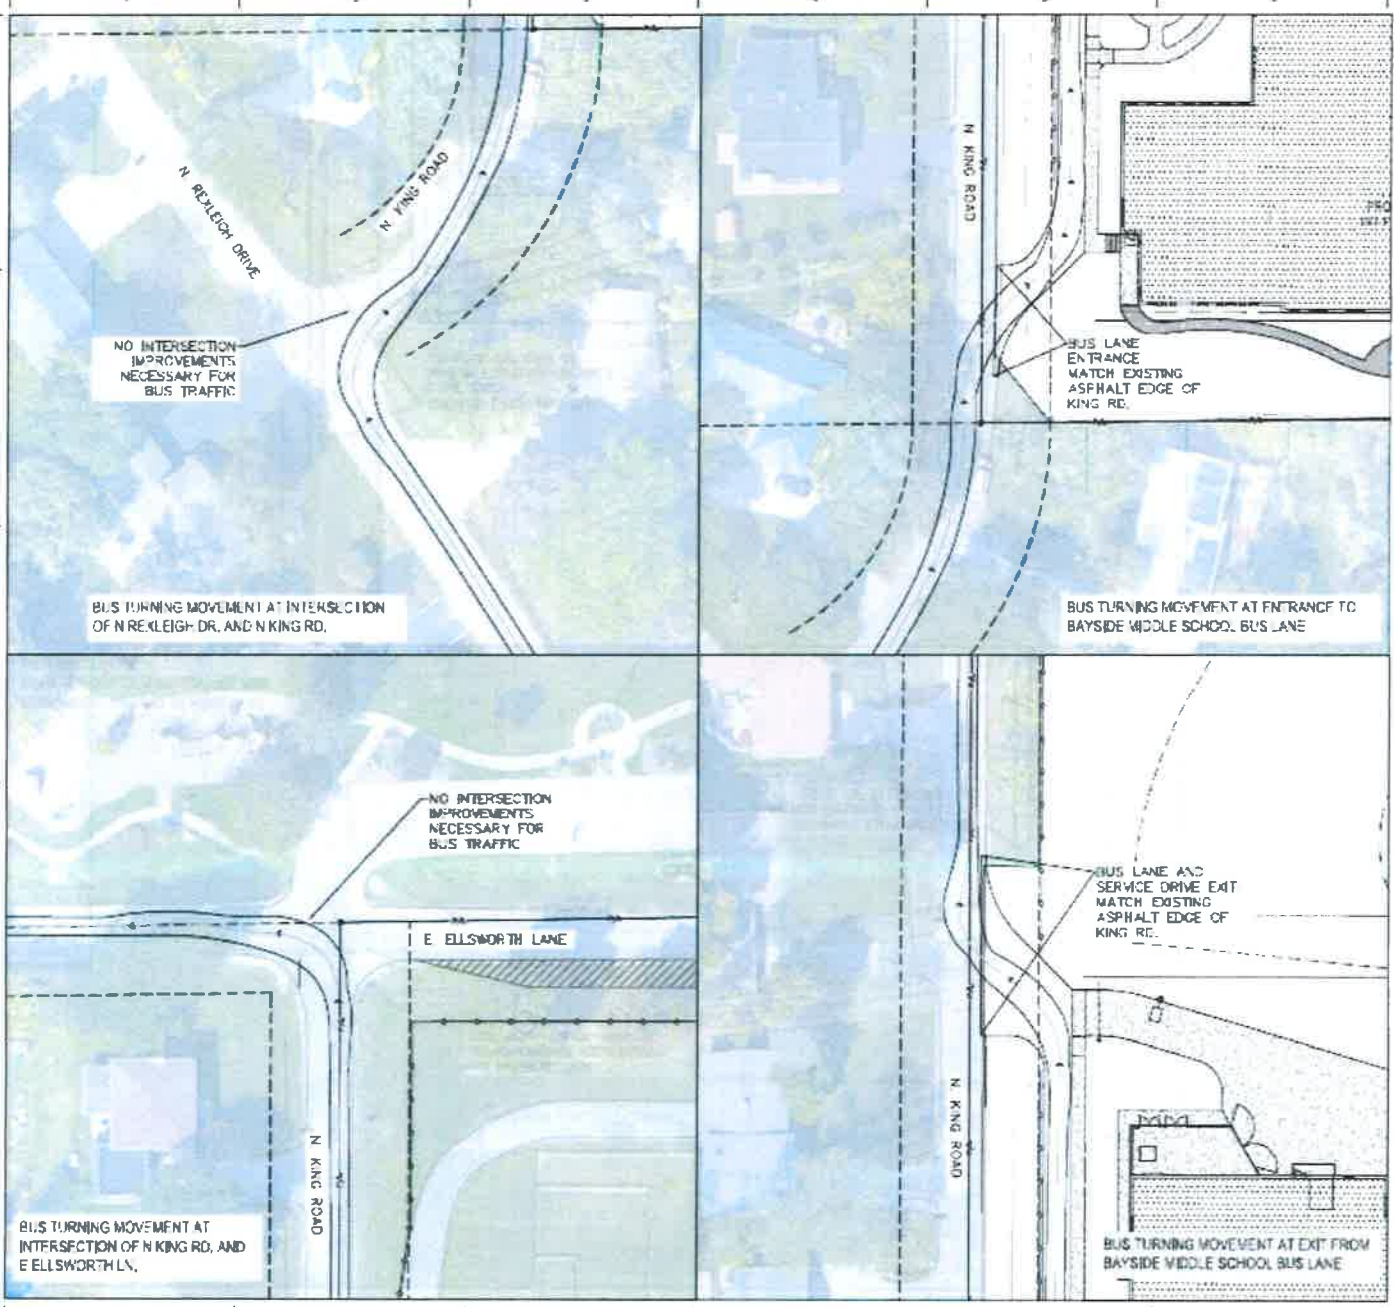 N. REXLEIGH DRIVE
N. KING ROAD
NO INTERSECTION
IMPROVEMENTS
NECESSARY FOR
BUS TRAFFIC
BUS TURNING MOVEMENT AT INTERSECTION
OF N REXLEIGH DR. AND N KING RD.
N KING ROAD
BUS LANE
ENTRANCE
MATCH EXISTING
ASPHALT EDGE OF
KING RD.
BUS TURNING MOVEMENT AT ENTRANCE TO
BAYSIDE MIDDLE SCHOOL BUS LANE
NO INTERSECTION
IMPROVEMENTS
NECESSARY FOR
BUS TRAFFIC
E ELLSWORTH LANE
N KING ROAD
BUS TURNING MOVEMENT AT
INTERSECTION OF N KING RD. AND
E ELLSWORTH LN.
BUS LANE AND
SERVICE DRIVE EXIT
MATCH EXISTING
ASPHALT EDGE OF
KING RD.
N KING ROAD
BUS TURNING MOVEMENT AT EXIT FROM
BAYSIDE MIDDLE SCHOOL BUS LANE